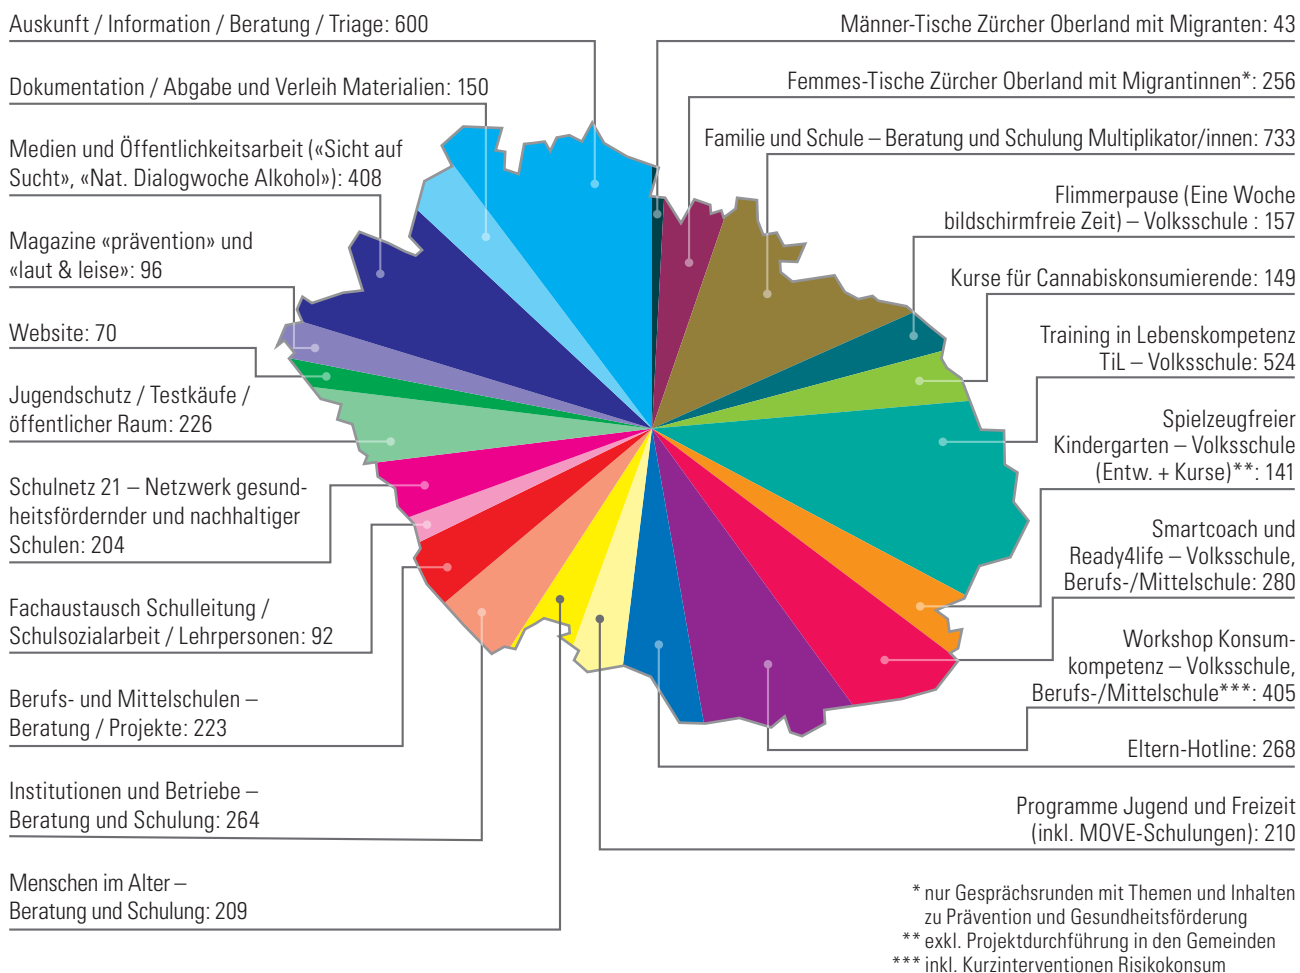 Auskunft / Information / Beratung / Triage: 600
Dokumentation / Abgabe und Verleih Materialien: 150
Medien und Öffentlichkeitsarbeit («Sicht auf
Sucht», «Nat. Dialogwoche Alkohol»): 408
Magazine «prävention» und
«laut & leise»: 96
Website: 70
Jugendschutz / Testkäufe /
öffentlicher Raum: 226
Schulnetz 21 – Netzwerk gesund-
heitsfördernder und nachhaltiger
Schulen: 204
Fachaustausch Schulleitung /
Schulsozialarbeit / Lehrpersonen: 92
Berufs- und Mittelschulen –
Beratung / Projekte: 223
Institutionen und Betriebe –
Beratung und Schulung: 264
Menschen im Alter –
Beratung und Schulung: 209
Männer-Tische Zürcher Oberland mit Migranten: 43
Femmes-Tische Zürcher Oberland mit Migrantinnen*: 256
Familie und Schule – Beratung und Schulung Multiplikator/innen: 733
Flimmerpause (Eine Woche
bildschirmfreie Zeit) – Volksschule : 157
Kurse für Cannabiskonsumierende: 149
Training in Lebenskompetenz
TiL – Volksschule: 524
Spielzeugfreier
Kindergarten – Volksschule
(Entw. + Kurse)**: 141
Smartcoach und
Ready4life – Volksschule,
Berufs-/Mittelschule: 280
Workshop Konsum-
kompetenz – Volksschule,
Berufs-/Mittelschule***: 405
Eltern-Hotline: 268
Programme Jugend und Freizeit
(inkl. MOVE-Schulungen): 210
* nur Gesprächsrunden mit Themen und Inhalten
zu Prävention und Gesundheitsförderung
** exkl. Projektdurchführung in den Gemeinden
*** inkl. Kurzinterventionen Risikokonsum